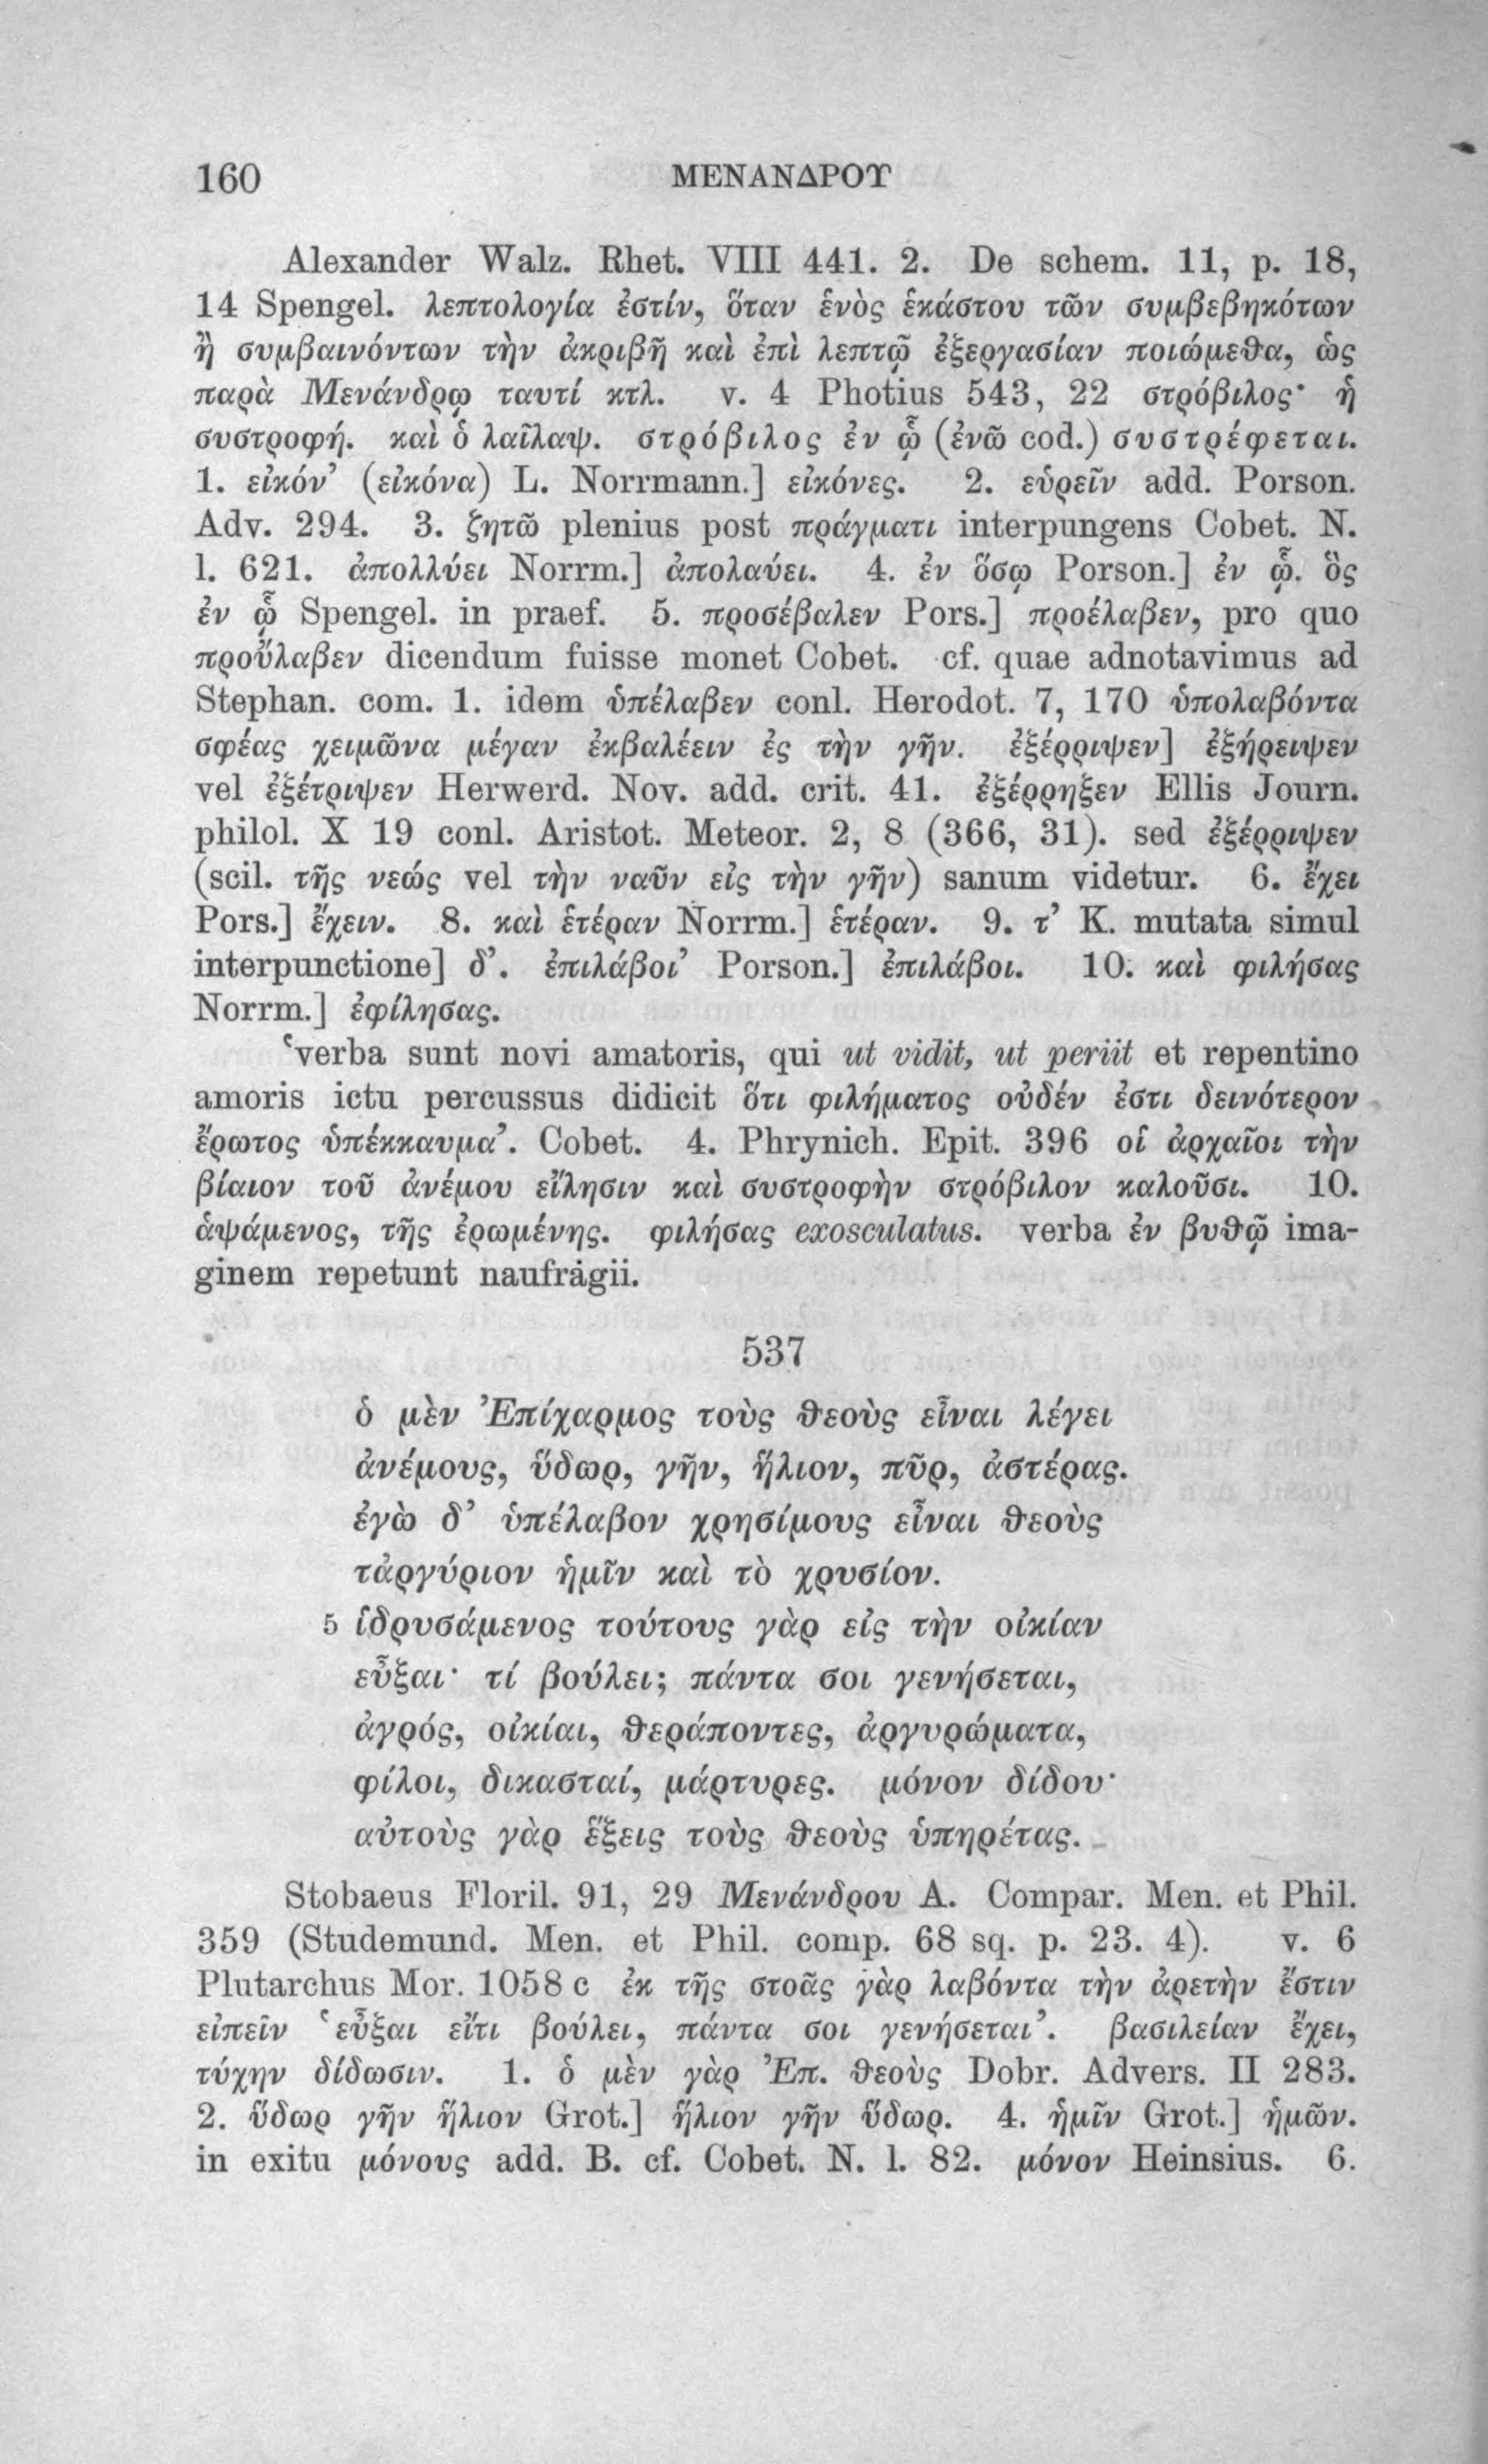 160 ΜΕΝΑΝΔΡΟΥ
Alexander Walz. Rhet. VIII 441. 2. De schem. 11, p. 18,
14 Spengel. λεπτολογία ἐστίν, ὅταν ἑνὸς ἑκάστου τῶν συμβεβηκότων
ἢ συμβαινόντων τὴν ἀκριβῆ καὶ ἐπὶ λεπτῷ ἐξεργασίαν ποιώμεθα, ὡς
παρὰ Μενάνδρῳ ταυτί κτλ. v. 4 Photius 543, 22 στρόβιλος· ἡ
συστροφή. καὶ ὁ λαῖλαψ. στρόβιλος ἐν ᾧ (ἐνῶ cod.) συστρέφεται.
1. εἰκόν’ (εἰκόνα) L. Norrmann.] εἰκόνες. 2. εὑρεῖν add. Porson.
Adv. 294. 3. ζητῶ plenius post πράγματι interpungens Cobet. N.
l. 621. ἀπολλύει Norrm.] ἀπολαύει. 4. ἐν ὅσῳ Porson.] ἐν ᾧ. ὃς
ἐν ᾧ Spengel. in praef. 5. προσέβαλεν Pors.] προέλαβεν, pro quo
προὔλαβεν dicendum fuisse monet Cobet. cf. quae adnotavimus ad
Stephan. com. 1. idem ὑπέλαβεν conl. Herodot. 7, 170 ὑπολαβόντα
σφέας χειμῶνα μέγαν ἐκβαλέειν ἐς τὴν γῆν. ἐξέρριψεν] ἐξήρειψεν
vel ἐξέτριψεν Herwerd. Nov. add. crit. 41. ἐξέρρηξεν Ellis Journ.
philol. X 19 conl. Aristot. Meteor. 2, 8 (366, 31). sed ἐξέρριψεν
(scil. τῆς νεώς vel τὴν ναῦν εἰς τὴν γῆν) sanum videtur. 6. ἔχει
Pors.] ἔχειν. 8. καὶ ἑτέραν Norrm.] ἑτέραν. 9. τ’ K. mutata simul
interpunctione] δ’. ἐπιλάβοι’ Porson.] ἐπιλάβοι. 10. καὶ φιλήσας
Norrm.] ἐφίλησας.
‘verba sunt novi amatoris, qui ut vidit, ut periit et repentino
amoris ictu percussus didicit ὅτι φιλήματος οὐδέν ἐστι δεινότερον
ἔρωτος ὑπέκκαυμα’. Cobet. 4. Phrynich. Epit. 396 οἱ ἀρχαῖοι τὴν
βίαιον τοῦ ἀνέμου εἴλησιν καὶ συστροφὴν στρόβιλον καλοῦσι. 10.
ἁψάμενος, τῆς ἐρωμένης. φιλήσας exosculatus. verba ἐν βυθῷ ima-
ginem repetunt naufragii.
537
ὁ μὲν Ἐπίχαρμος τοὺς θεοὺς εἶναι λέγει
ἀνέμους, ὕδωρ, γῆν, ἥλιον, πῦρ, ἀστέρας.
ἐγὼ δ’ ὑπέλαβον χρησίμους εἶναι θεοὺς
τἀργύριον ἡμῖν καὶ τὸ χρυσίον.
5 ἱδρυσάμενος τούτους γὰρ εἰς τὴν οἰκίαν
εὖξαι· τί βούλει; πάντα σοι γενήσεται,
ἀγρός, οἰκίαι, θεράποντες, ἀργυρώματα,
φίλοι, δικασταί, μάρτυρες. μόνον δίδου·
αὐτοὺς γὰρ ἕξεις τοὺς θεοὺς ὑπηρέτας.
Stobaeus Floril. 91, 29 Μενάνδρου A. Compar. Men. et Phil.
359 (Studemund. Men. et Phil. comp. 68 sq. p. 23. 4). v. 6
Plutarchus Mor. 1058 c ἐκ τῆς στοᾶς γὰρ λαβόντα τὴν ἀρετὴν ἔστιν
εἰπεῖν ‘εὖξαι εἴτι βούλει, πάντα σοι γενήσεται’. βασιλείαν ἔχει,
τύχην δίδωσιν. 1. ὁ μὲν γὰρ Ἐπ. θεοὺς Dobr. Advers. II 283.
2. ὕδωρ γῆν ἥλιον Grot.] ἥλιον γῆν ὕδωρ. 4. ἡμῖν Grot.] ἡμῶν.
in exitu μόνους add. B. cf. Cobet. N. l. 82. μόνον Heinsius. 6.